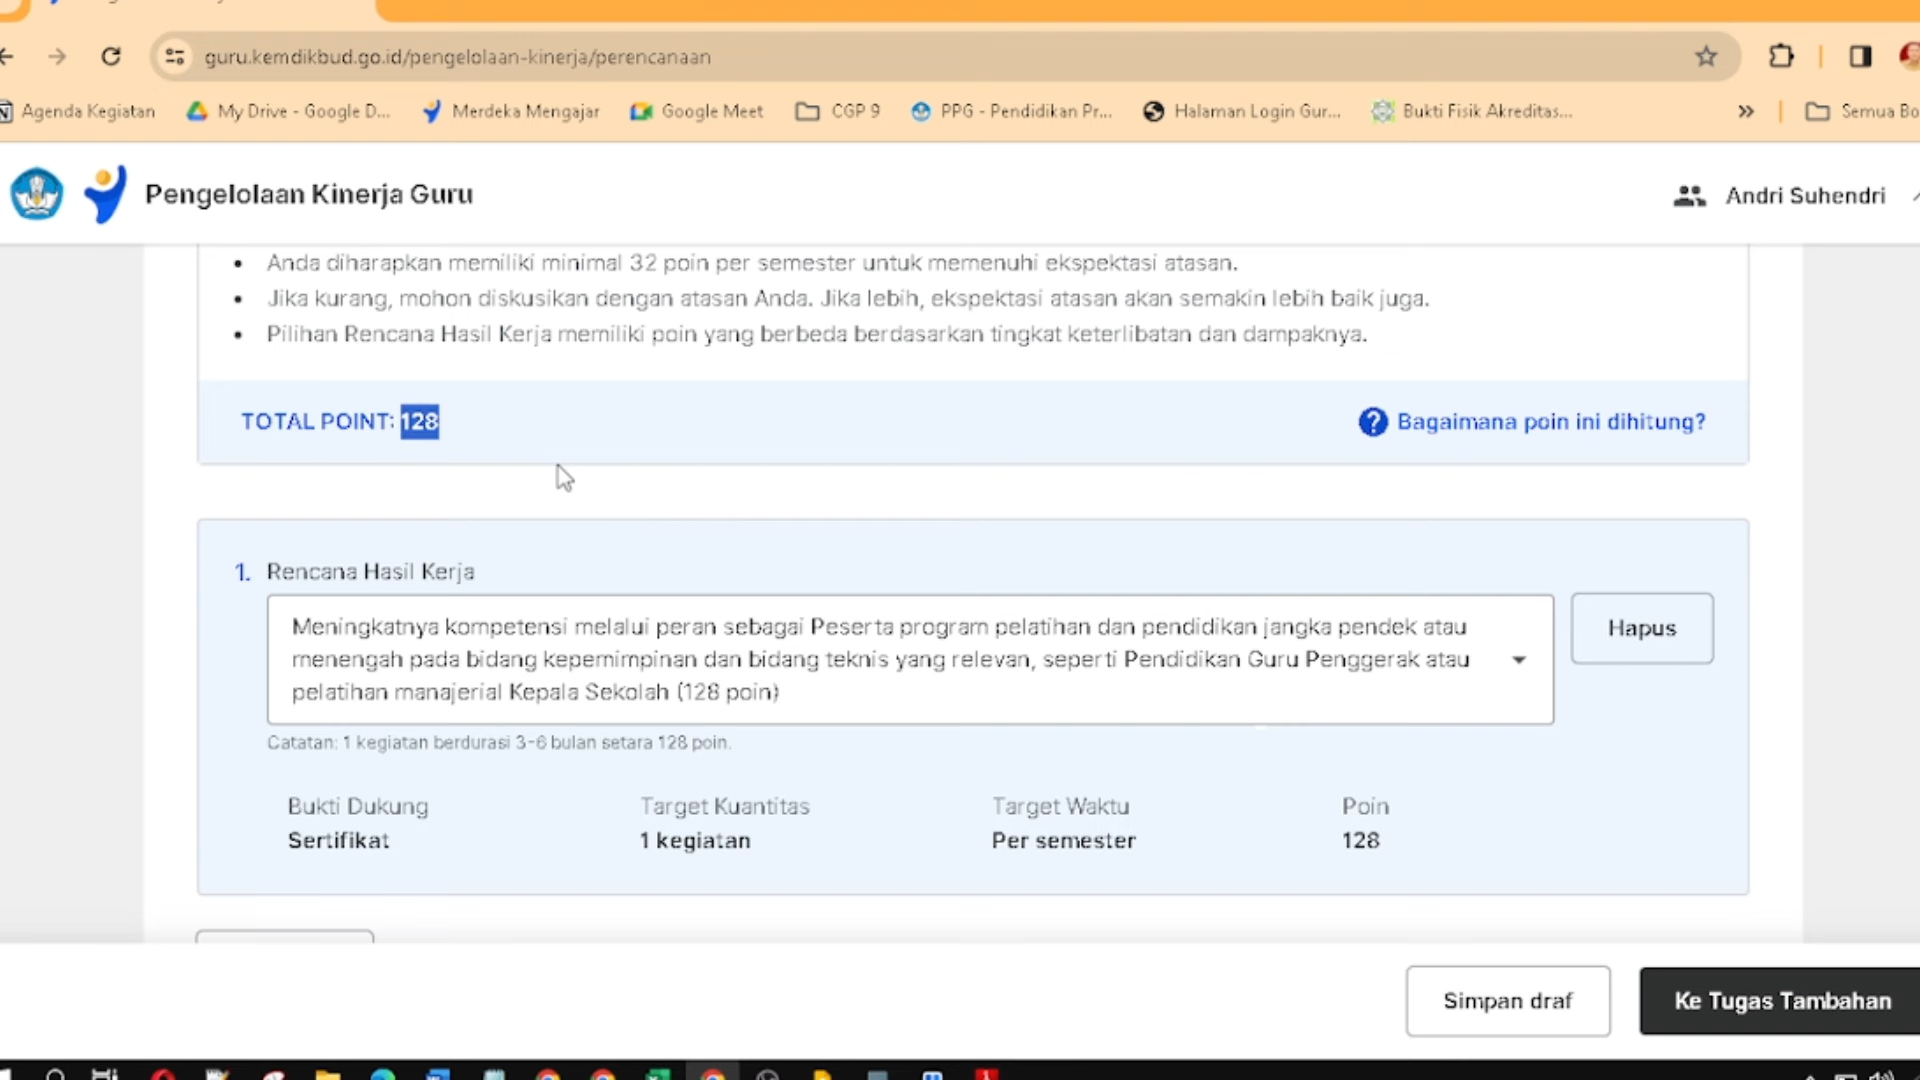 guru.kemdikbud.go.id/pengelolaan-kinerja/perencanaan
Agenda Kegiatan My Drive - Google D... Merdeka Mengajar Google Meet CGP 9 PPG - Pendidikan Pr... Halaman Login Gur... Bukti Fisik Akreditas... » Semua Bo
Pengelolaan Kinerja Guru
Andri Suhendri
• Anda diharapkan memiliki minimal 32 poin per semester untuk memenuhi ekspektasi atasan.
• Jika kurang, mohon diskusikan dengan atasan Anda. Jika lebih, ekspektasi atasan akan semakin lebih baik juga.
• Pilihan Rencana Hasil Kerja memiliki poin yang berbeda berdasarkan tingkat keterlibatan dan dampaknya.
TOTAL POINT: 128
? Bagaimana poin ini dihitung?
1. Rencana Hasil Kerja
Meningkatnya kompetensi melalui peran sebagai Peserta program pelatihan dan pendidikan jangka pendek atau
menengah pada bidang kepemimpinan dan bidang teknis yang relevan, seperti Pendidikan Guru Penggerak atau
pelatihan manajerial Kepala Sekolah (128 poin)
Hapus
Catatan: 1 kegiatan berdurasi 3-6 bulan setara 128 poin.
Bukti Dukung Target Kuantitas Target Waktu Poin
Sertifikat 1 kegiatan Per semester 128
Simpan draf
Ke Tugas Tambahan